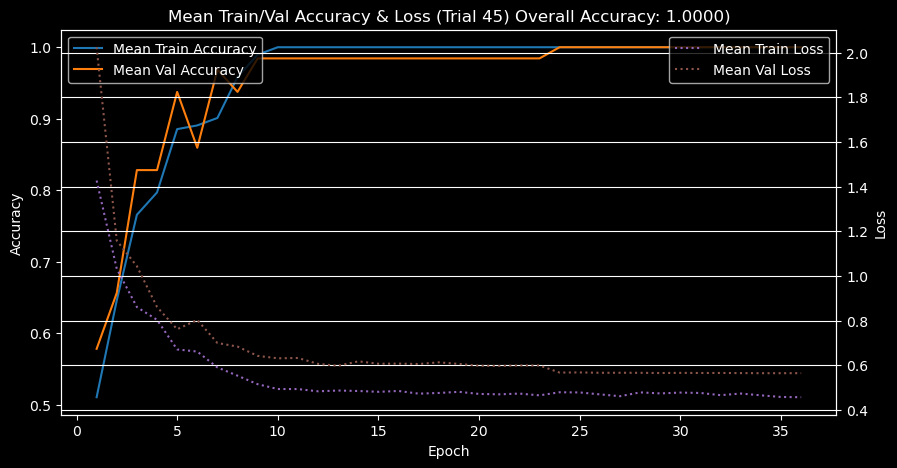 Mean Train/Val Accuracy & Loss (Trial 45) Overall Accuracy: 1.0000)
Mean Train Accuracy
Mean Val Accuracy
Mean Train Loss
Mean Val Loss
Accuracy
1.0
0.9
0.8
0.7
0.6
0.5
2.0
1.8
1.6
1.4
1.2
1.0
0.8
0.6
0.4
Loss
0 5 10 15 20 25 30 35
Epoch